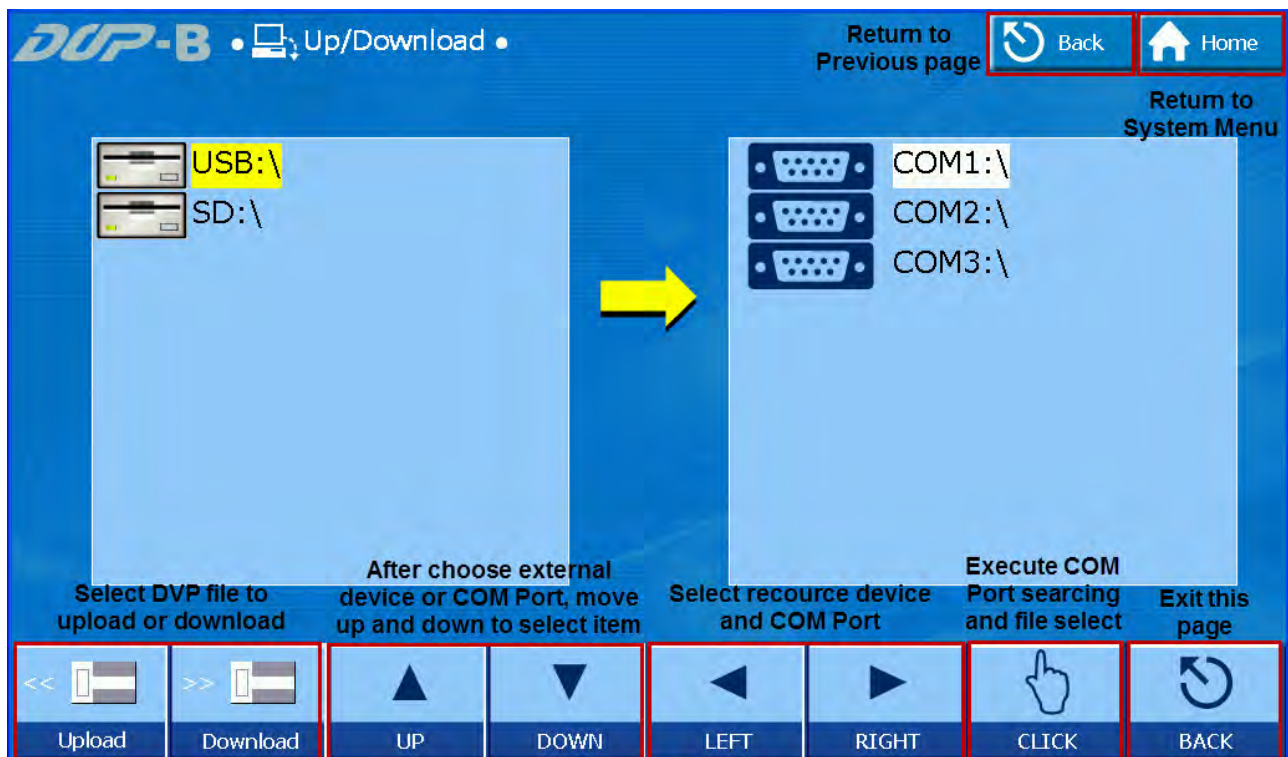 DOP-B • Up/Download •
Return to
Previous page
Back
Home
Return to
System Menu
USB:\
SD:\
COM1:\
COM2:\
COM3:\
Select DVP file to
upload or download
After choose external
device or COM Port, move
up and down to select item
Select recource device
and COM Port
Execute COM
Port searching
and file select
Exit this
page
<< >>
Upload
Download
UP
DOWN
LEFT
RIGHT
CLICK
BACK